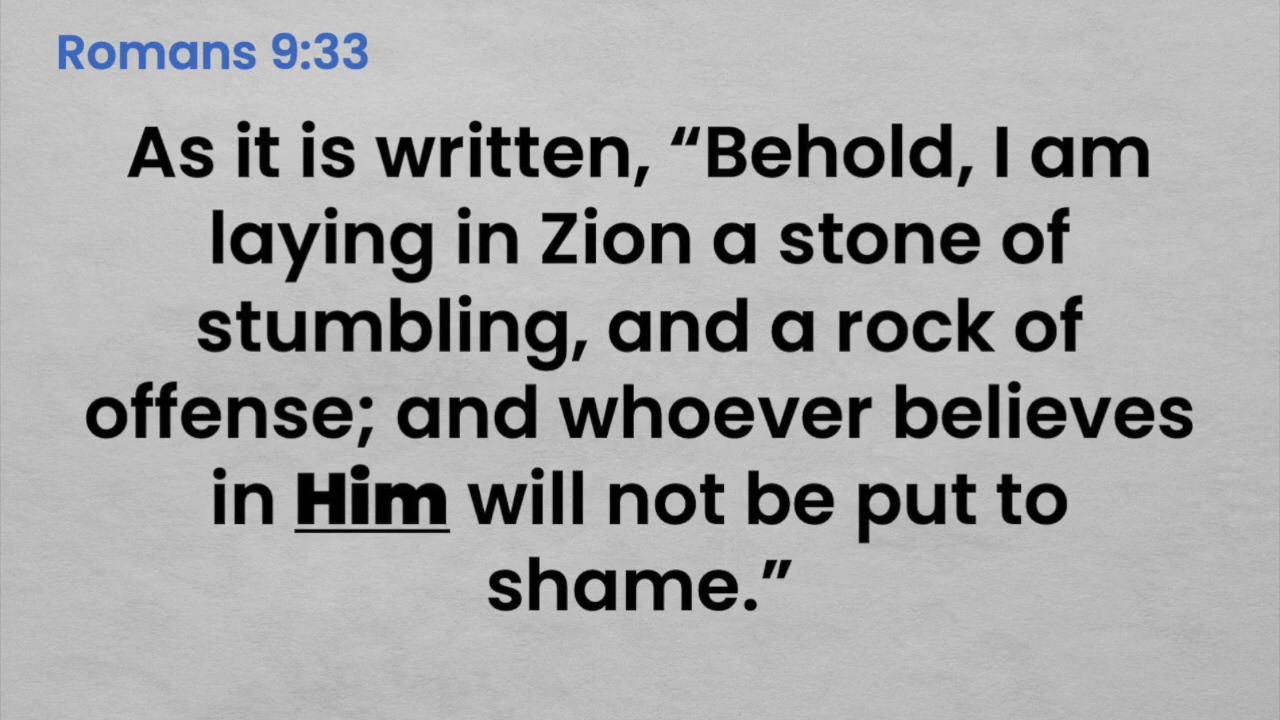 Romans 9:33
As it is written, “Behold, I am
laying in Zion a stone of
stumbling, and a rock of
offense; and whoever believes
in Him will not be put to
shame.”